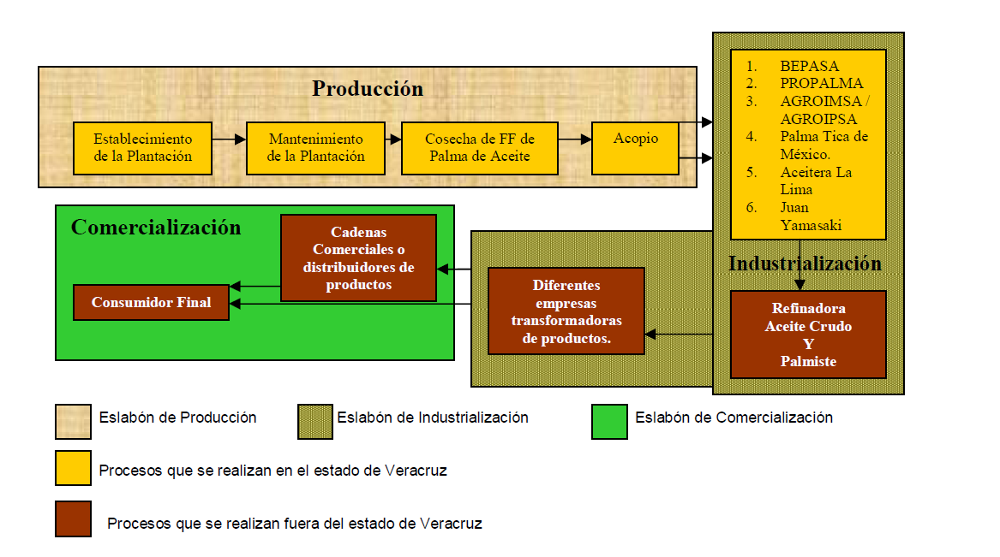 Producción
Establecimiento
de la Plantación
Mantenimiento
de la Plantación
Cosecha de FF de
Palma de Aceite
Acopio
1. BEPASA
2. PROPALMA
3. AGROIMSA /
AGROIPSA
4. Palma Tica de
México.
5. Aceitera La
Lima
6. Juan
Yamasaki
Industrialización
Refinadora
Aceite Crudo
Y
Palmiste
Diferentes
empresas
transformadoras
de productos.
Comercialización
Cadenas
Comerciales o
distribuidores de
productos
Consumidor Final
Eslabón de Producción
Eslabón de Industrialización
Eslabón de Comercialización
Procesos que se realizan en el estado de Veracruz
Procesos que se realizan fuera del estado de Veracruz